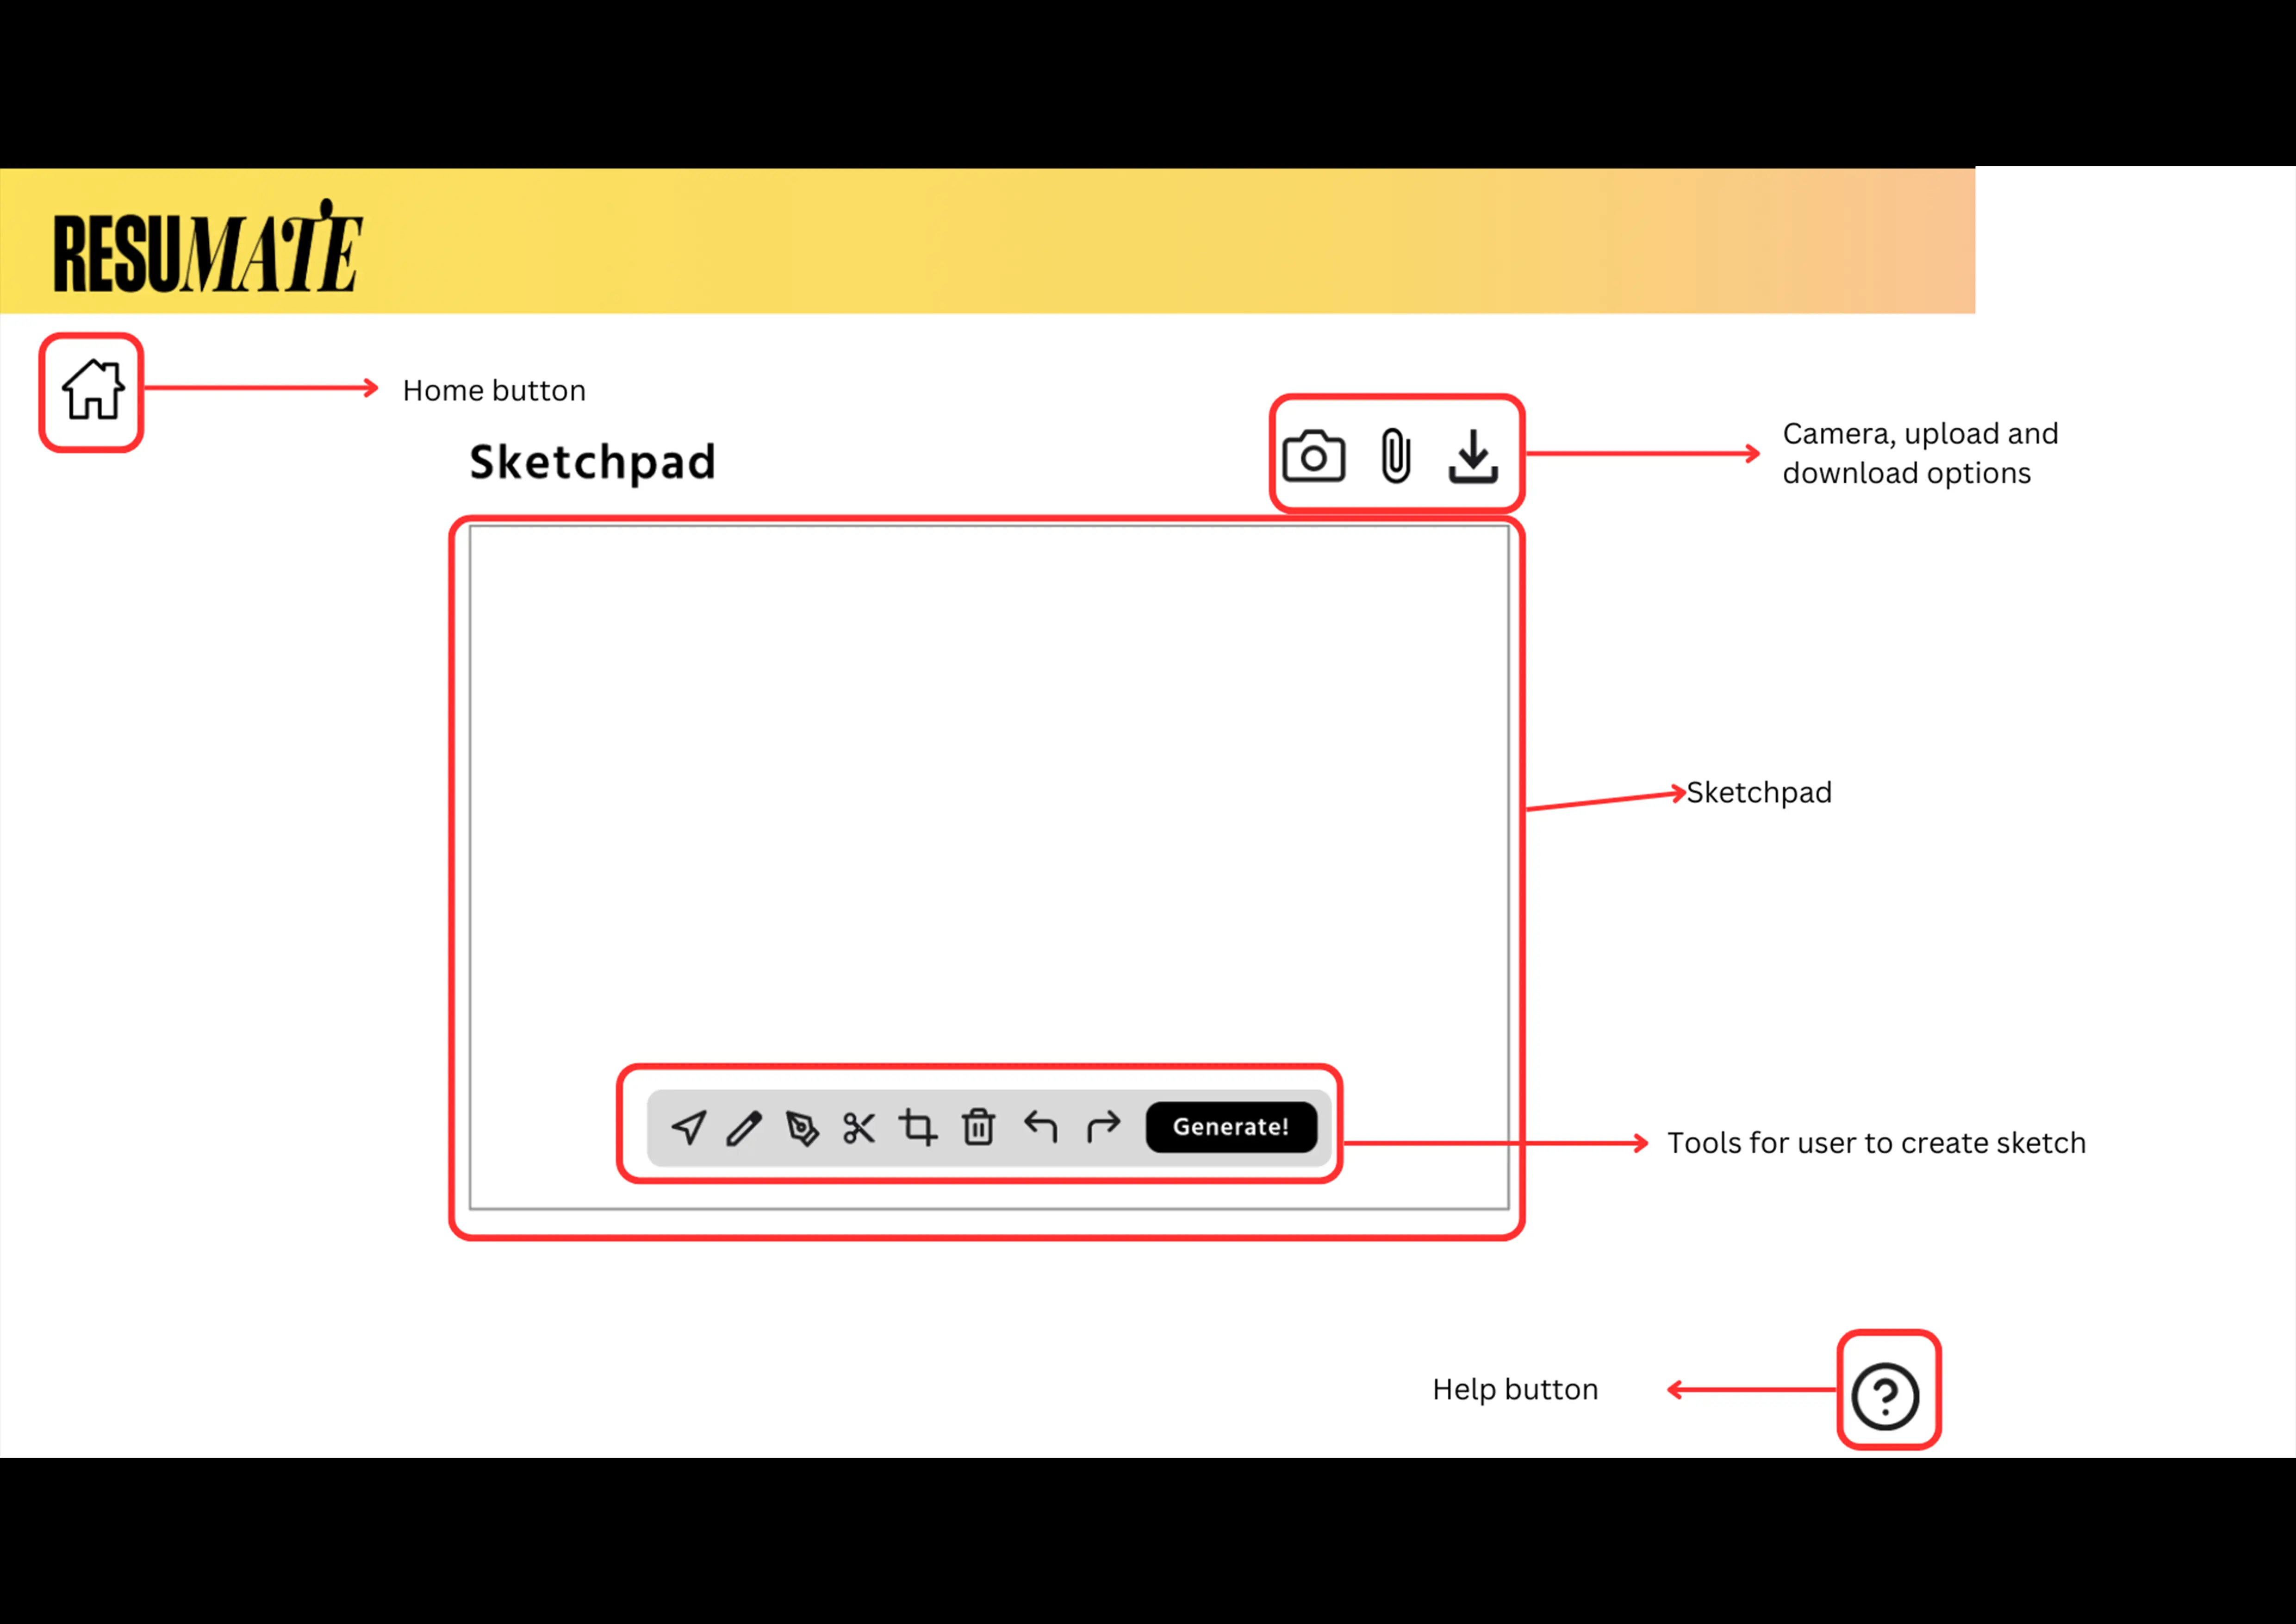 RESUMATE
Home button
Sketchpad
Camera, upload and
download options
Sketchpad
Generate!
Tools for user to create sketch
Help button